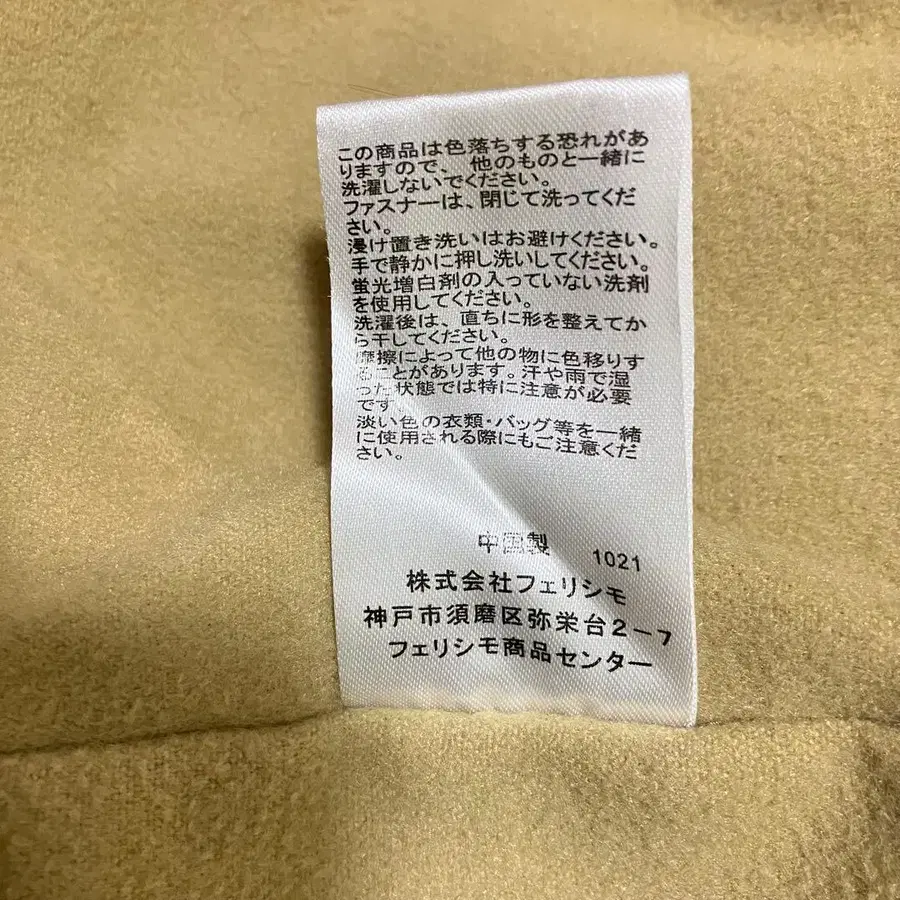 この商品は色落ちする恐れがあ
りますので、他のものと一緒に
洗濯しないでください。
ファスナーは、閉じて洗ってくだ
さい。
浸け置き洗いはお避けください。
手で静かに押し洗いしてください。
蛍光増白剤の入っていない洗剤
を使用してください。
洗濯後は、直ちに形を整えてか
ら干してください。
摩擦によって他の物に色移りす
ることがあります。汗や雨で湿
った状態では特に注意が必要
です
淡い色の衣類・バッグ等を一緒
に使用される際にもご注意くだ
さい。
中国製 1021
株式会社フェリシモ
神戸市須磨区弥栄台2-7
フェリシモ商品センター